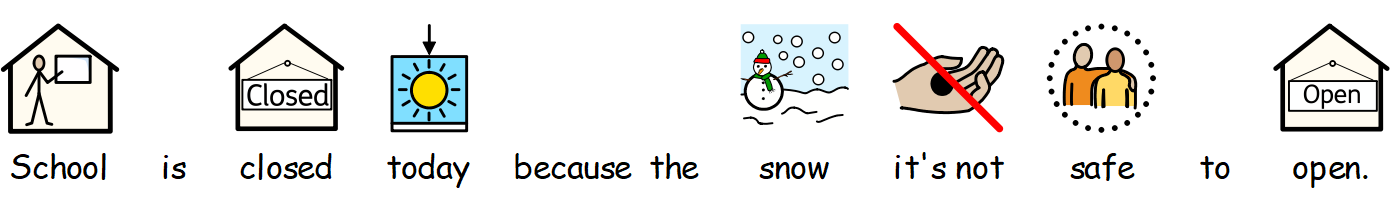 Closed Open
School is closed today because the snow it's not safe to open.